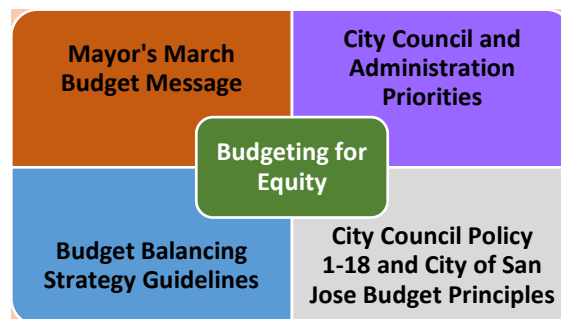 Mayor's March
Budget Message
City Council and
Administration
Priorities
Budgeting for
Equity
Budget Balancing
Strategy Guidelines
City Council Policy
1-18 and City of San
Jose Budget Principles